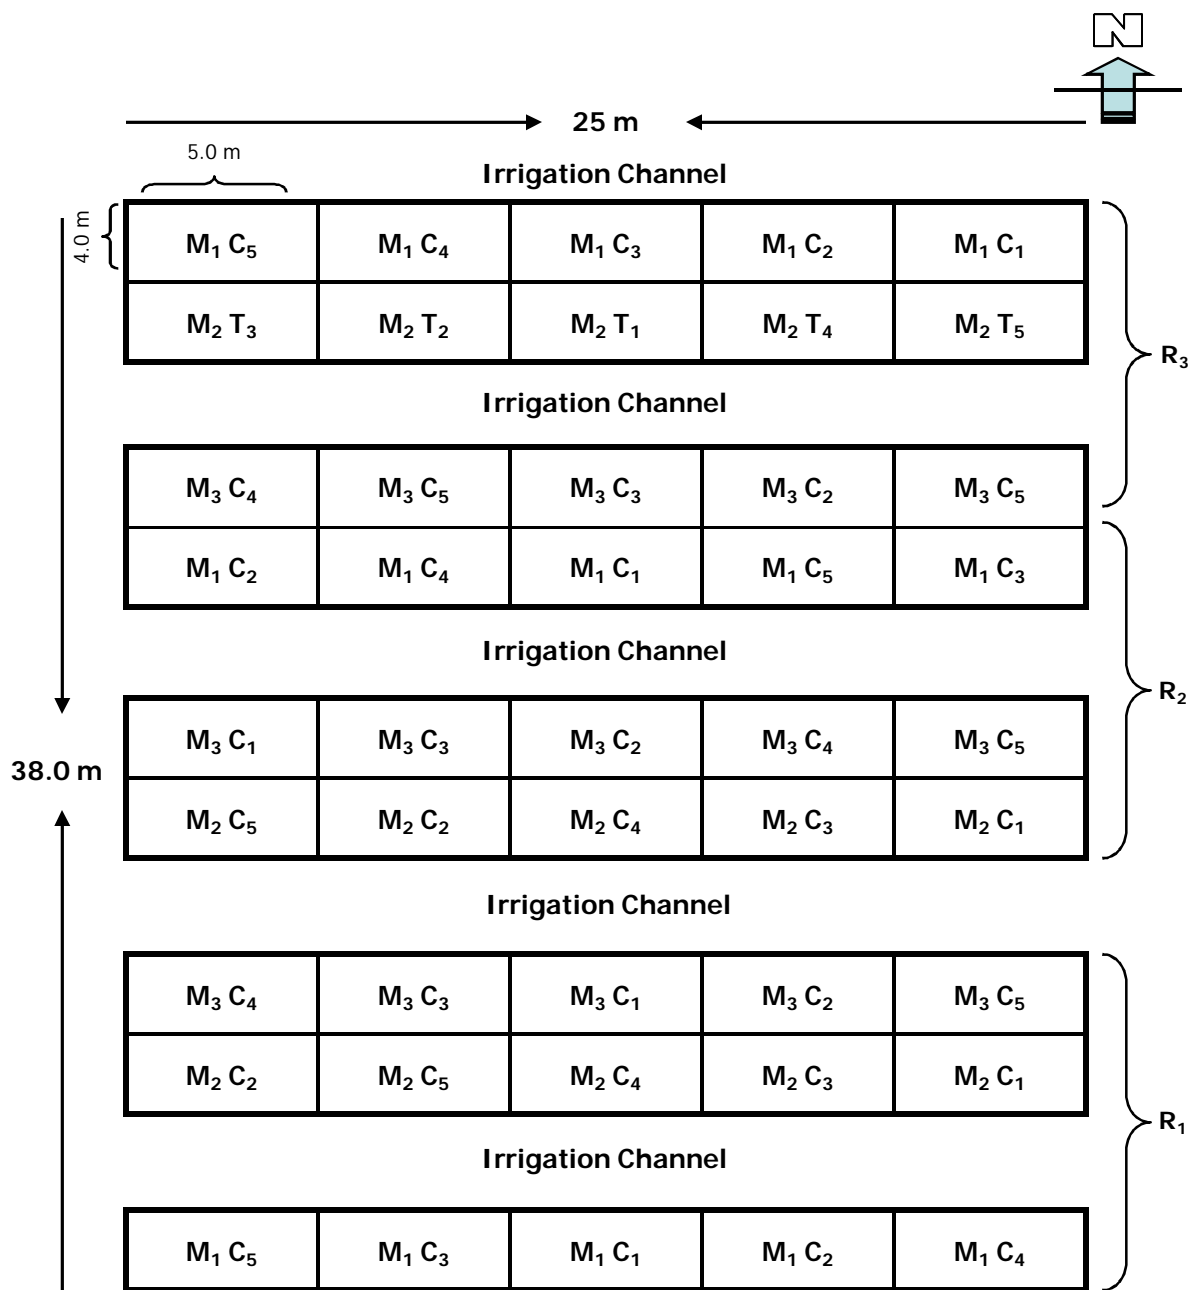 N
25 m
5.0 m
Irrigation Channel
4.0 m
M₁ C₅ M₁ C₄ M₁ C₃ M₁ C₂ M₁ C₁
M₂ T₃ M₂ T₂ M₂ T₁ M₂ T₄ M₂ T₅
R₃
Irrigation Channel
M₃ C₄ M₃ C₅ M₃ C₃ M₃ C₂ M₃ C₅
M₁ C₂ M₁ C₄ M₁ C₁ M₁ C₅ M₁ C₃
Irrigation Channel
R₂
M₃ C₁ M₃ C₃ M₃ C₂ M₃ C₄ M₃ C₅
38.0 m
M₂ C₅ M₂ C₂ M₂ C₄ M₂ C₃ M₂ C₁
Irrigation Channel
M₃ C₄ M₃ C₃ M₃ C₁ M₃ C₂ M₃ C₅
M₂ C₂ M₂ C₅ M₂ C₄ M₂ C₃ M₂ C₁
R₁
Irrigation Channel
M₁ C₅ M₁ C₃ M₁ C₁ M₁ C₂ M₁ C₄